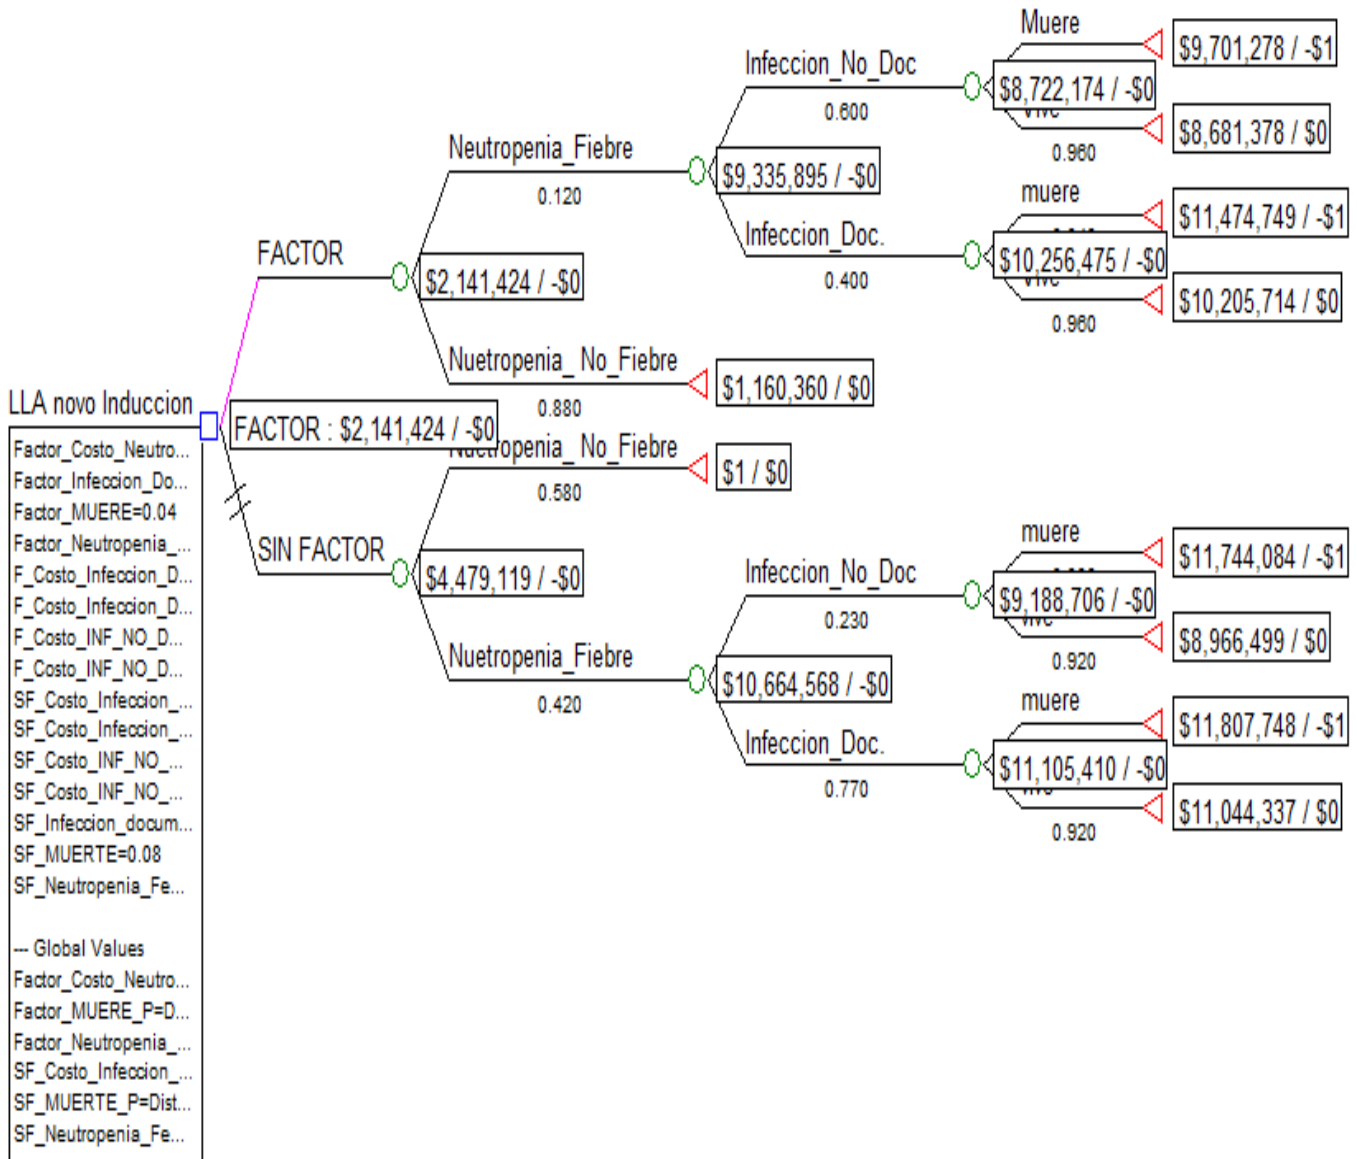 Muere
$9,701,278 / -$1
Infeccion_No_Doc
0.600
$8,722,174 / -$0
$8,681,378 / $0
0.960
Neutropenia_Fiebre
0.120
$9,335,895 / -$0
muere
$11,474,749 / -$1
Infeccion_Doc.
0.400
$10,256,475 / -$0
$10,205,714 / $0
0.960
FACTOR
$2,141,424 / -$0
Nuetropenia_ No_Fiebre
0.880
$1,160,360 / $0
LLA novo Induccion
FACTOR : $2,141,424 / -$0
Nuetropenia_ No_Fiebre
0.580
$1 / $0
SIN FACTOR
$4,479,119 / -$0
muere
$11,744,084 / -$1
Infeccion_No_Doc
0.230
$9,188,706 / -$0
vive
$8,966,499 / $0
0.920
Nuetropenia_Fiebre
0.420
$10,664,568 / -$0
muere
$11,807,748 / -$1
Infeccion_Doc.
0.770
$11,105,410 / -$0
$11,044,337 / $0
0.920
Factor_Costo_Neutro...
Factor_Infeccion_Do...
Factor_MUERE=0.04
Factor_Neutropenia_...
F_Costo_Infeccion_D...
F_Costo_Infeccion_D...
F_Costo_INF_NO_D...
F_Costo_INF_NO_D...
SF_Costo_Infeccion_...
SF_Costo_Infeccion_...
SF_Costo_INF_NO_...
SF_Costo_INF_NO_...
SF_Infeccion_docum...
SF_MUERTE=0.08
SF_Neutropenia_Fe...
--- Global Values
Factor_Costo_Neutro...
Factor_MUERE_P=D...
Factor_Neutropenia_...
SF_Costo_Infeccion_...
SF_MUERTE_P=Dist...
SF_Neutropenia_Fe...